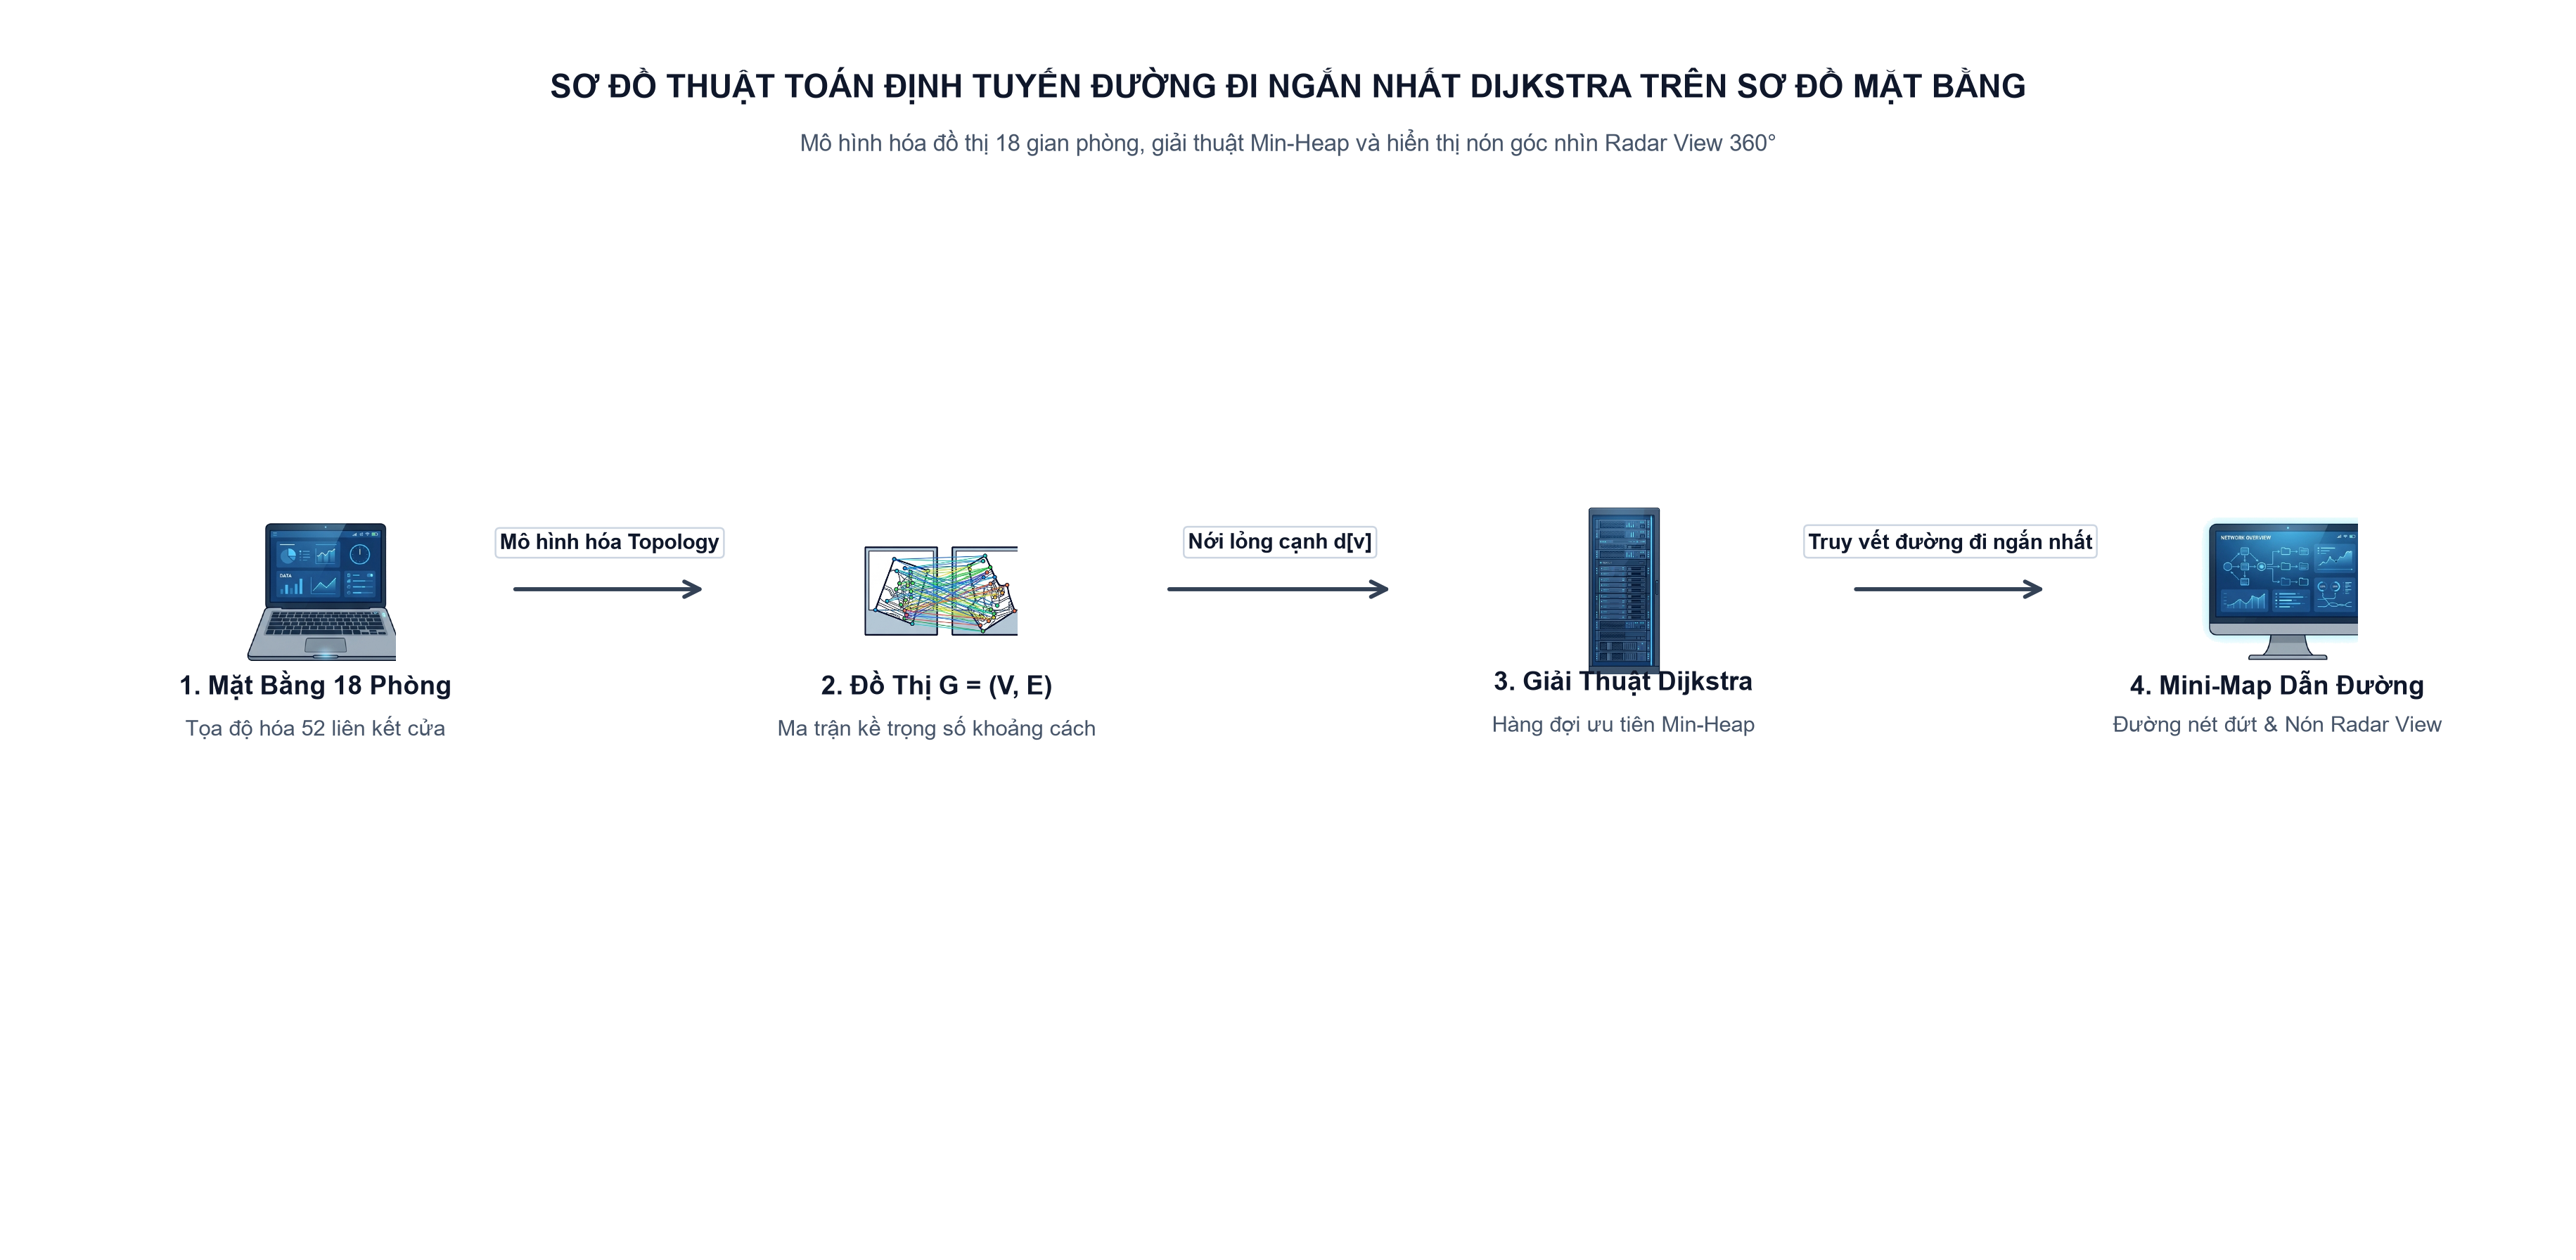 SƠ ĐỒ THUẬT TOÁN ĐỊNH TUYẾN ĐƯỜNG ĐI NGẮN NHẤT DIJKSTRA TRÊN SƠ ĐỒ MẶT BẰNG
Mô hình hóa đồ thị 18 gian phòng, giải thuật Min-Heap và hiển thị nón góc nhìn Radar View 360°
Mô hình hóa Topology
Nới lỏng cạnh d[v]
Truy vết đường đi ngắn nhất
DATA
NETWORK OVERVIEW
1. Mặt Bằng 18 Phòng
Tọa độ hóa 52 liên kết cửa
2. Đồ Thị G = (V, E)
Ma trận kề trọng số khoảng cách
3. Giải Thuật Dijkstra
Hàng đợi ưu tiên Min-Heap
4. Mini-Map Dẫn Đường
Đường nét đứt & Nón Radar View